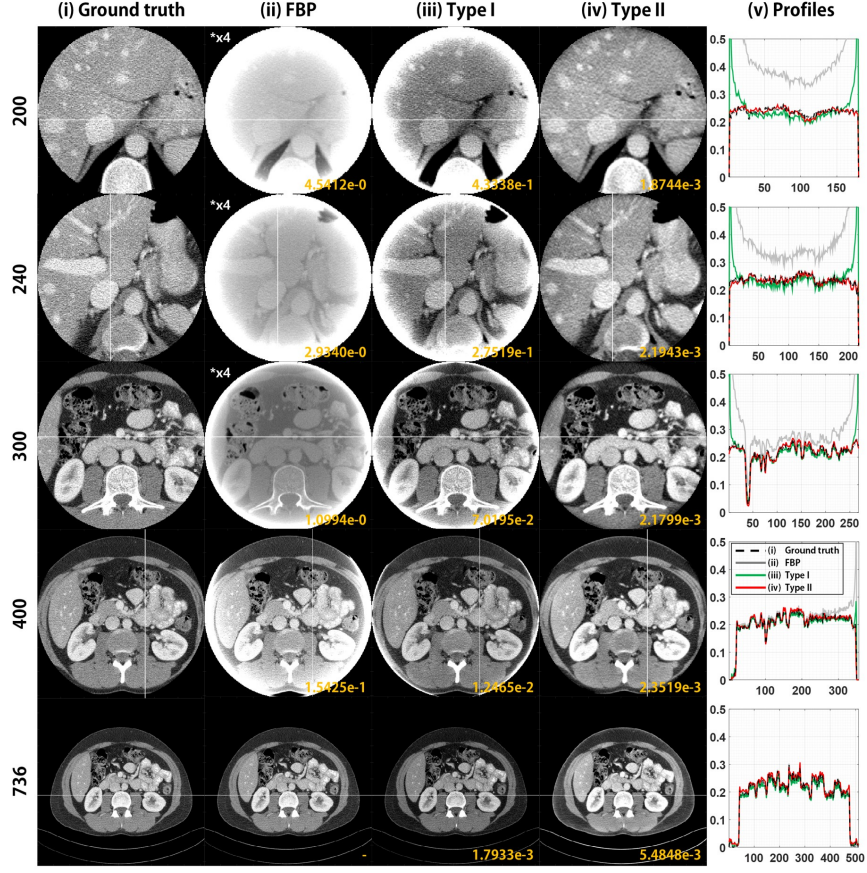 (i) Ground truth (ii) FBP (iii) Type I (iv) Type II (v) Profiles
200
*x4
4.5412e-0
4.3338e-1
1.8744e-3
0.5
0.4
0.3
0.2
0.1
0
50 100 150
240
*x4
2.9340e-0
2.7519e-1
2.1943e-3
0.5
0.4
0.3
0.2
0.1
0
50 100 150 200
300
*x4
1.0994e-0
7.0195e-2
2.1799e-3
0.5
0.4
0.3
0.2
0.1
0
50 100 150 200 250
400
1.5425e-1
1.2465e-2
2.3519e-3
0.5
0.4
0.3
0.2
0.1
0
(i) Ground truth
(ii) FBP
(iii) Type I
(iv) Type II
100 200 300
736
-
1.7933e-3
5.4848e-3
0.5
0.4
0.3
0.2
0.1
0
100 200 300 400 500